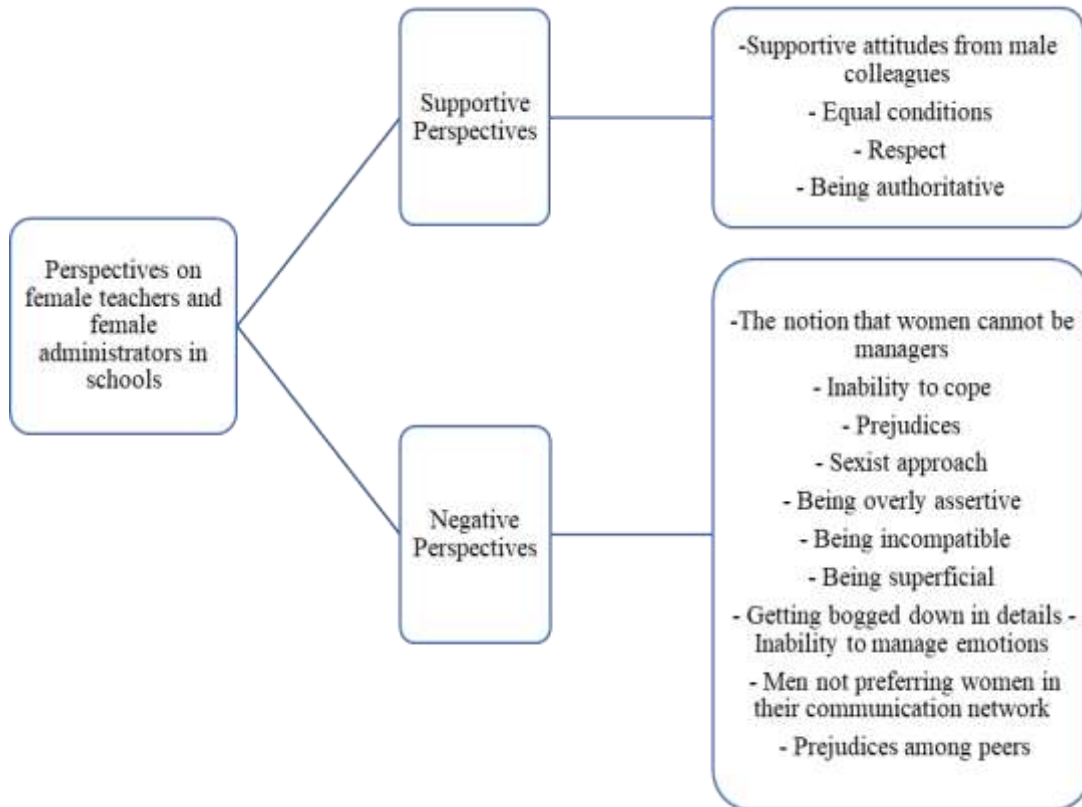 Perspectives on
female teachers and
female
administrators in
schools
Supportive
Perspectives
-Supportive attitudes from male
colleagues
- Equal conditions
- Respect
- Being authoritative
Negative
Perspectives
-The notion that women cannot be
managers
- Inability to cope
- Prejudices
- Sexist approach
- Being overly assertive
- Being incompatible
- Being superficial
- Getting bogged down in details -
Inability to manage emotions
- Men not preferring women in
their communication network
- Prejudices among peers